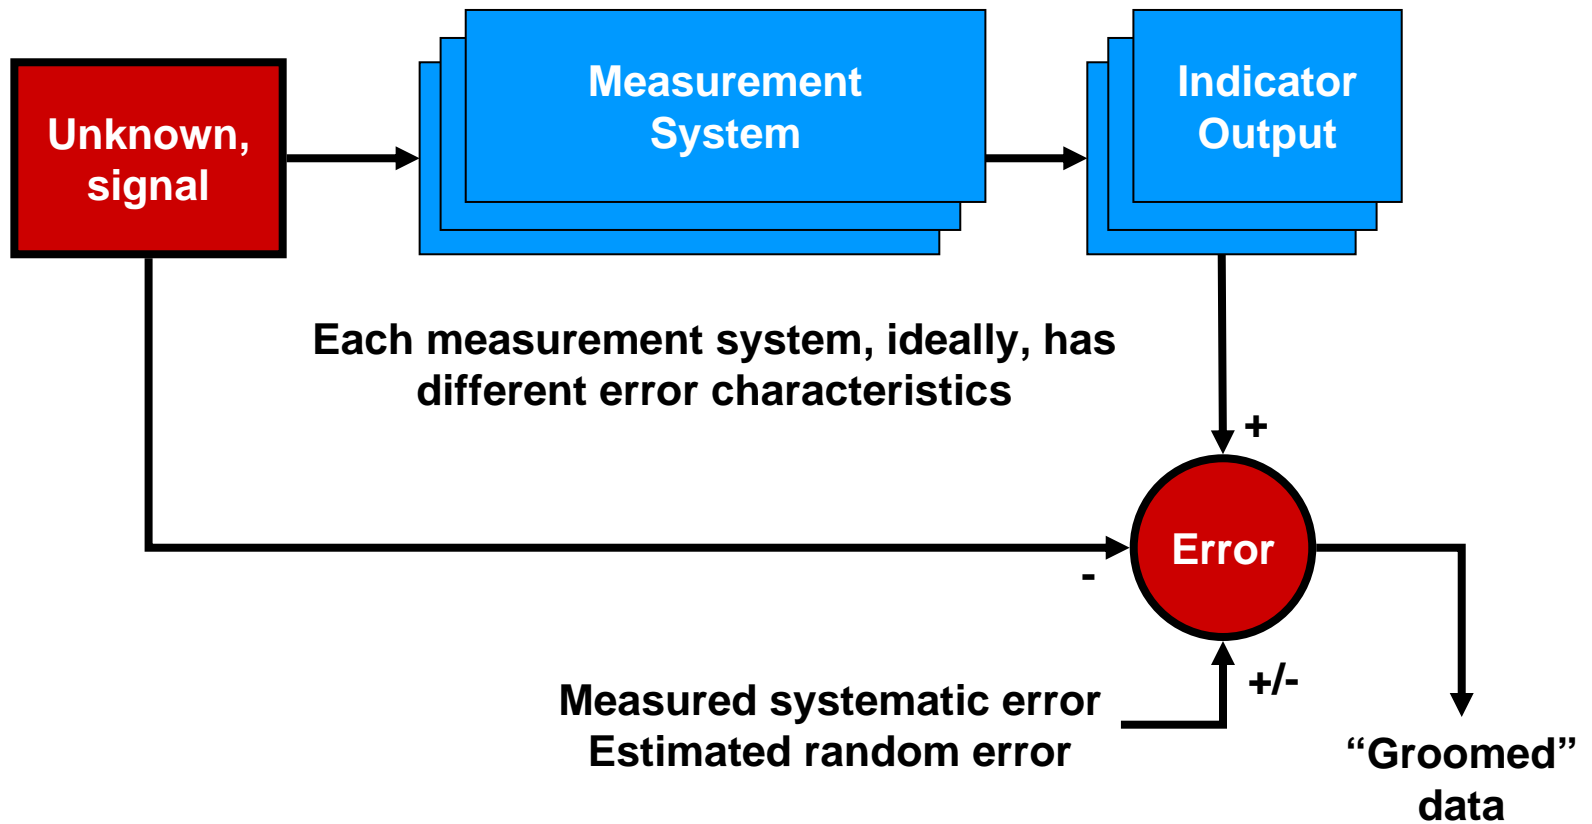 Unknown,
signal
Measurement
System
Indicator
Output
Each measurement system, ideally, has
different error characteristics
+
-
Error
+/-
Measured systematic error
Estimated random error
“Groomed”
data